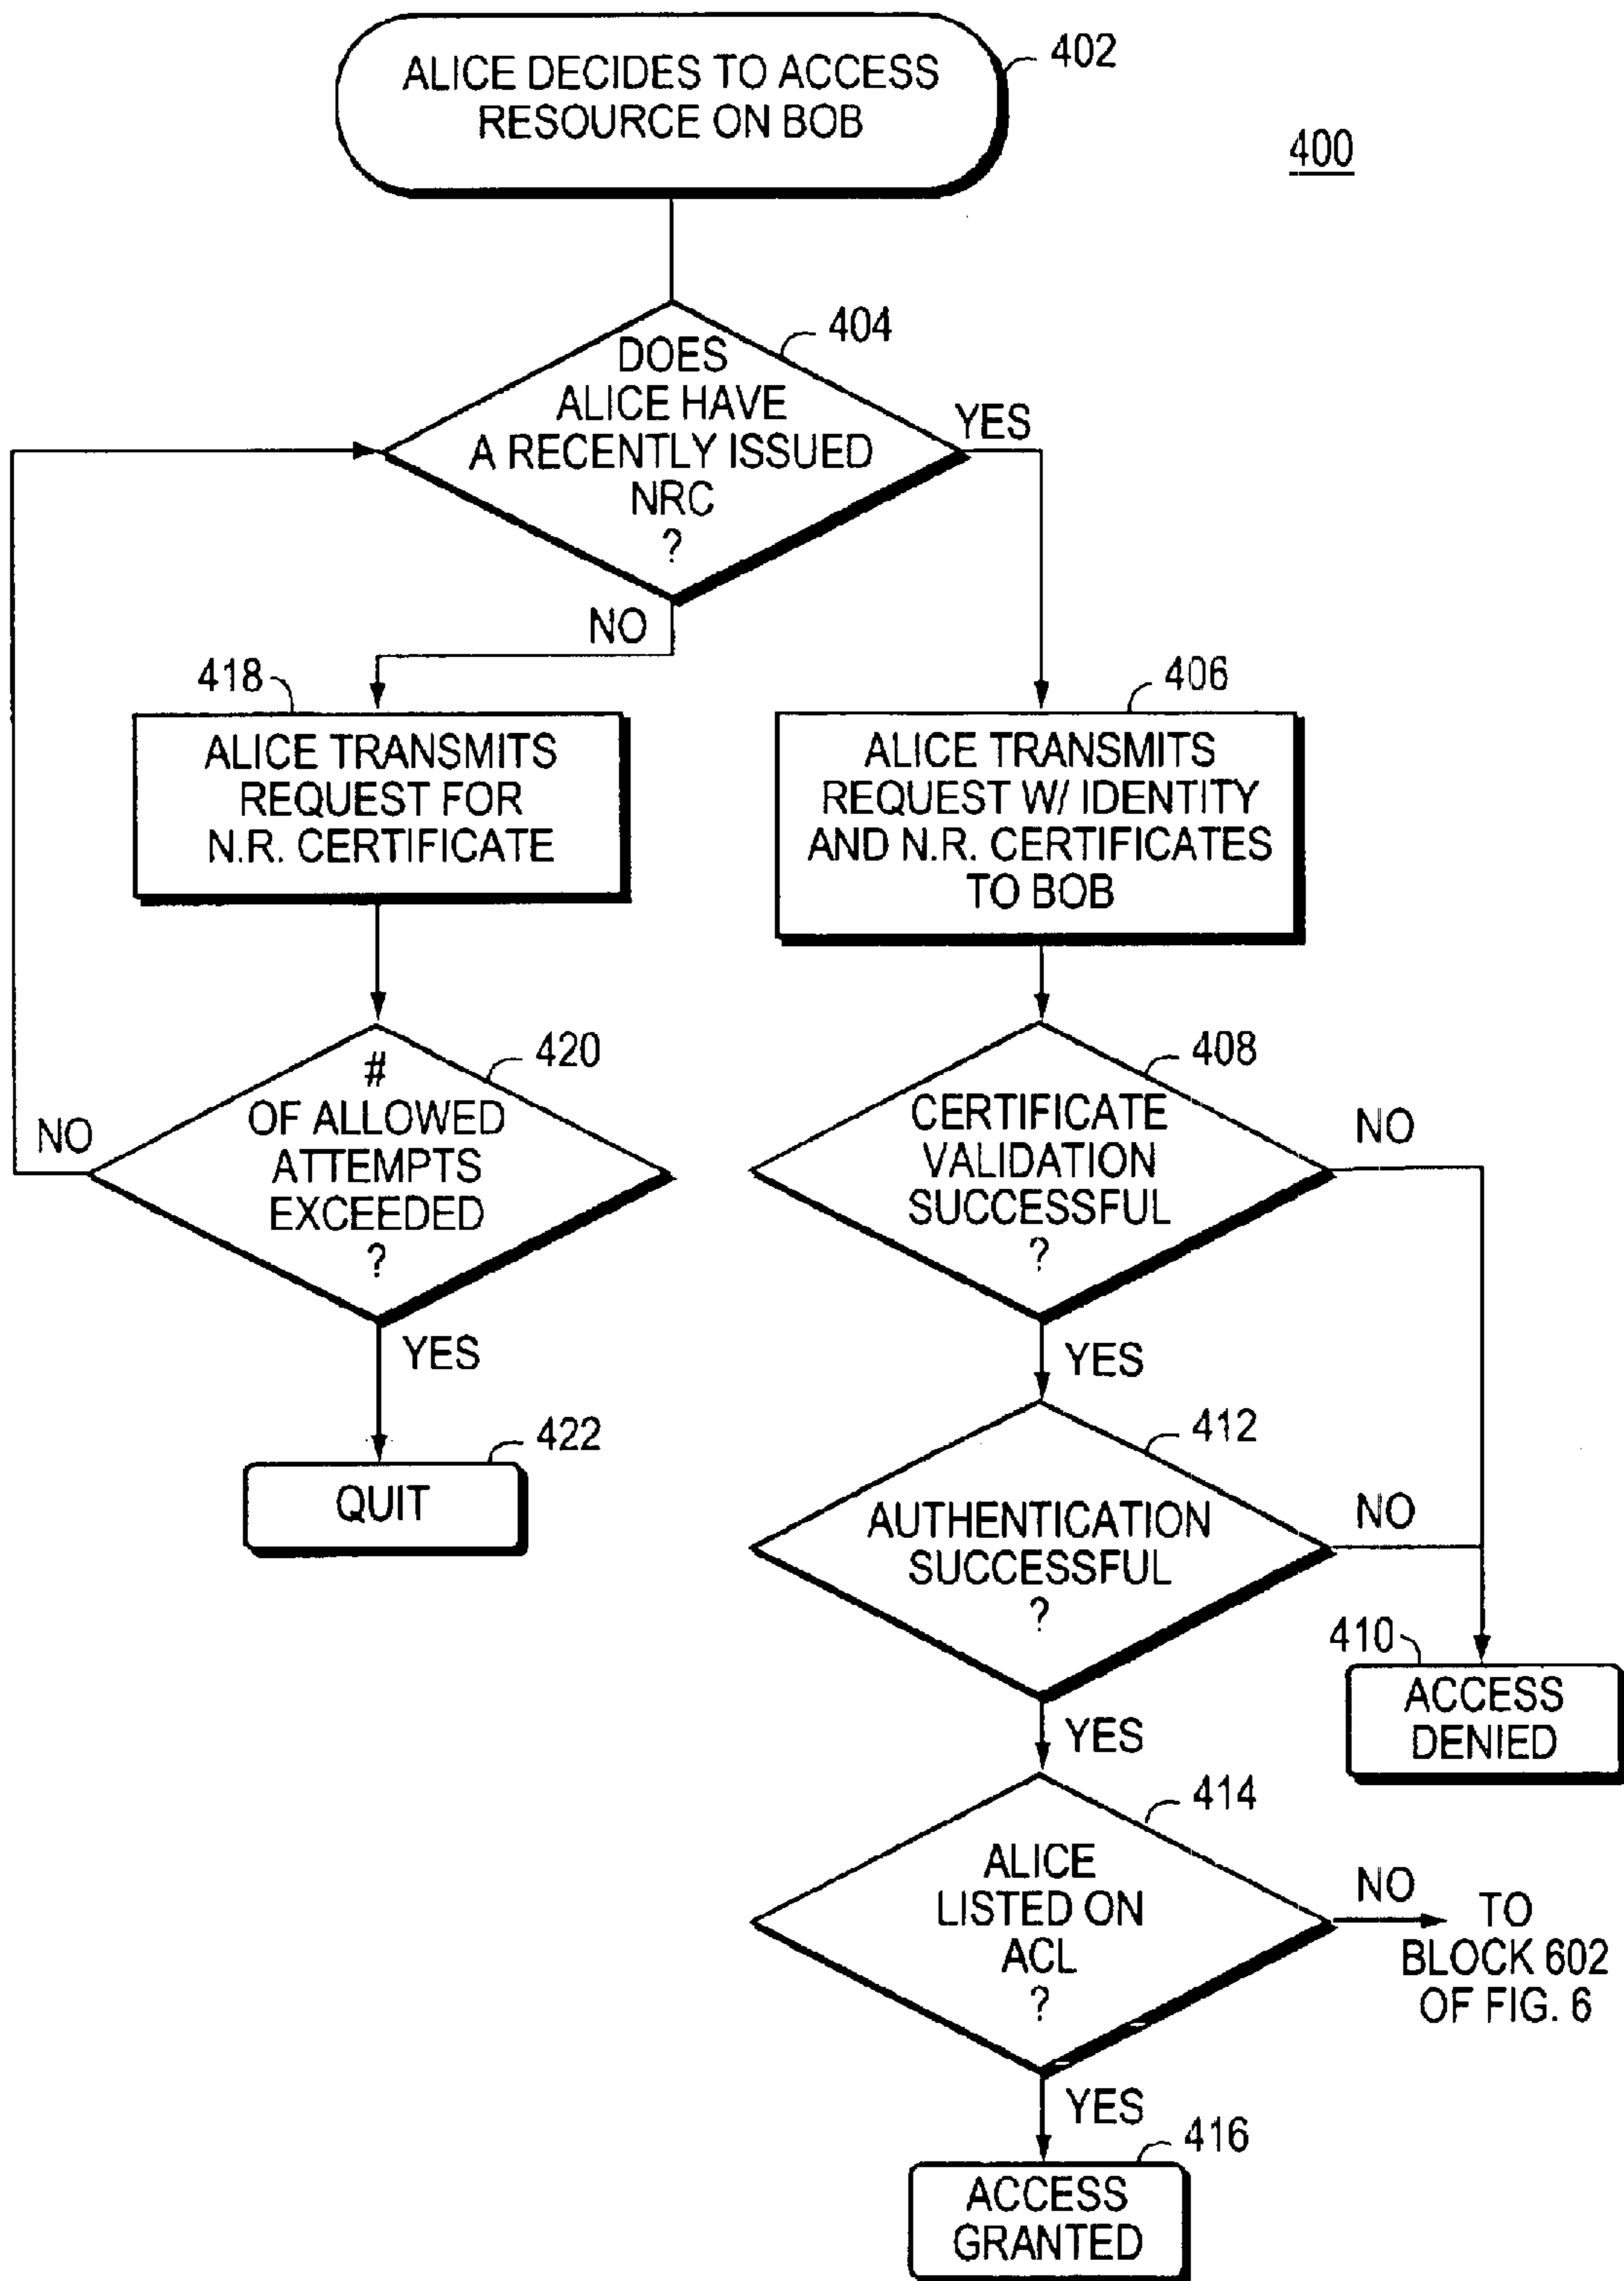 402
ALICE DECIDES TO ACCESS
RESOURCE ON BOB
400
404
DOES
ALICE HAVE
A RECENTLY ISSUED
NRC
?
YES
NO
418
ALICE TRANSMITS
REQUEST FOR
N.R. CERTIFICATE
406
ALICE TRANSMITS
REQUEST W/ IDENTITY
AND N.R. CERTIFICATES
TO BOB
420
#
OF ALLOWED
ATTEMPTS
EXCEEDED
?
NO
YES
408
CERTIFICATE
VALIDATION
SUCCESSFUL
?
NO
YES
422
QUIT
412
AUTHENTICATION
SUCCESSFUL
?
NO
YES
410
ACCESS
DENIED
414
ALICE
LISTED ON
ACL
?
NO
TO
BLOCK 602
OF FIG. 6
YES
416
ACCESS
GRANTED